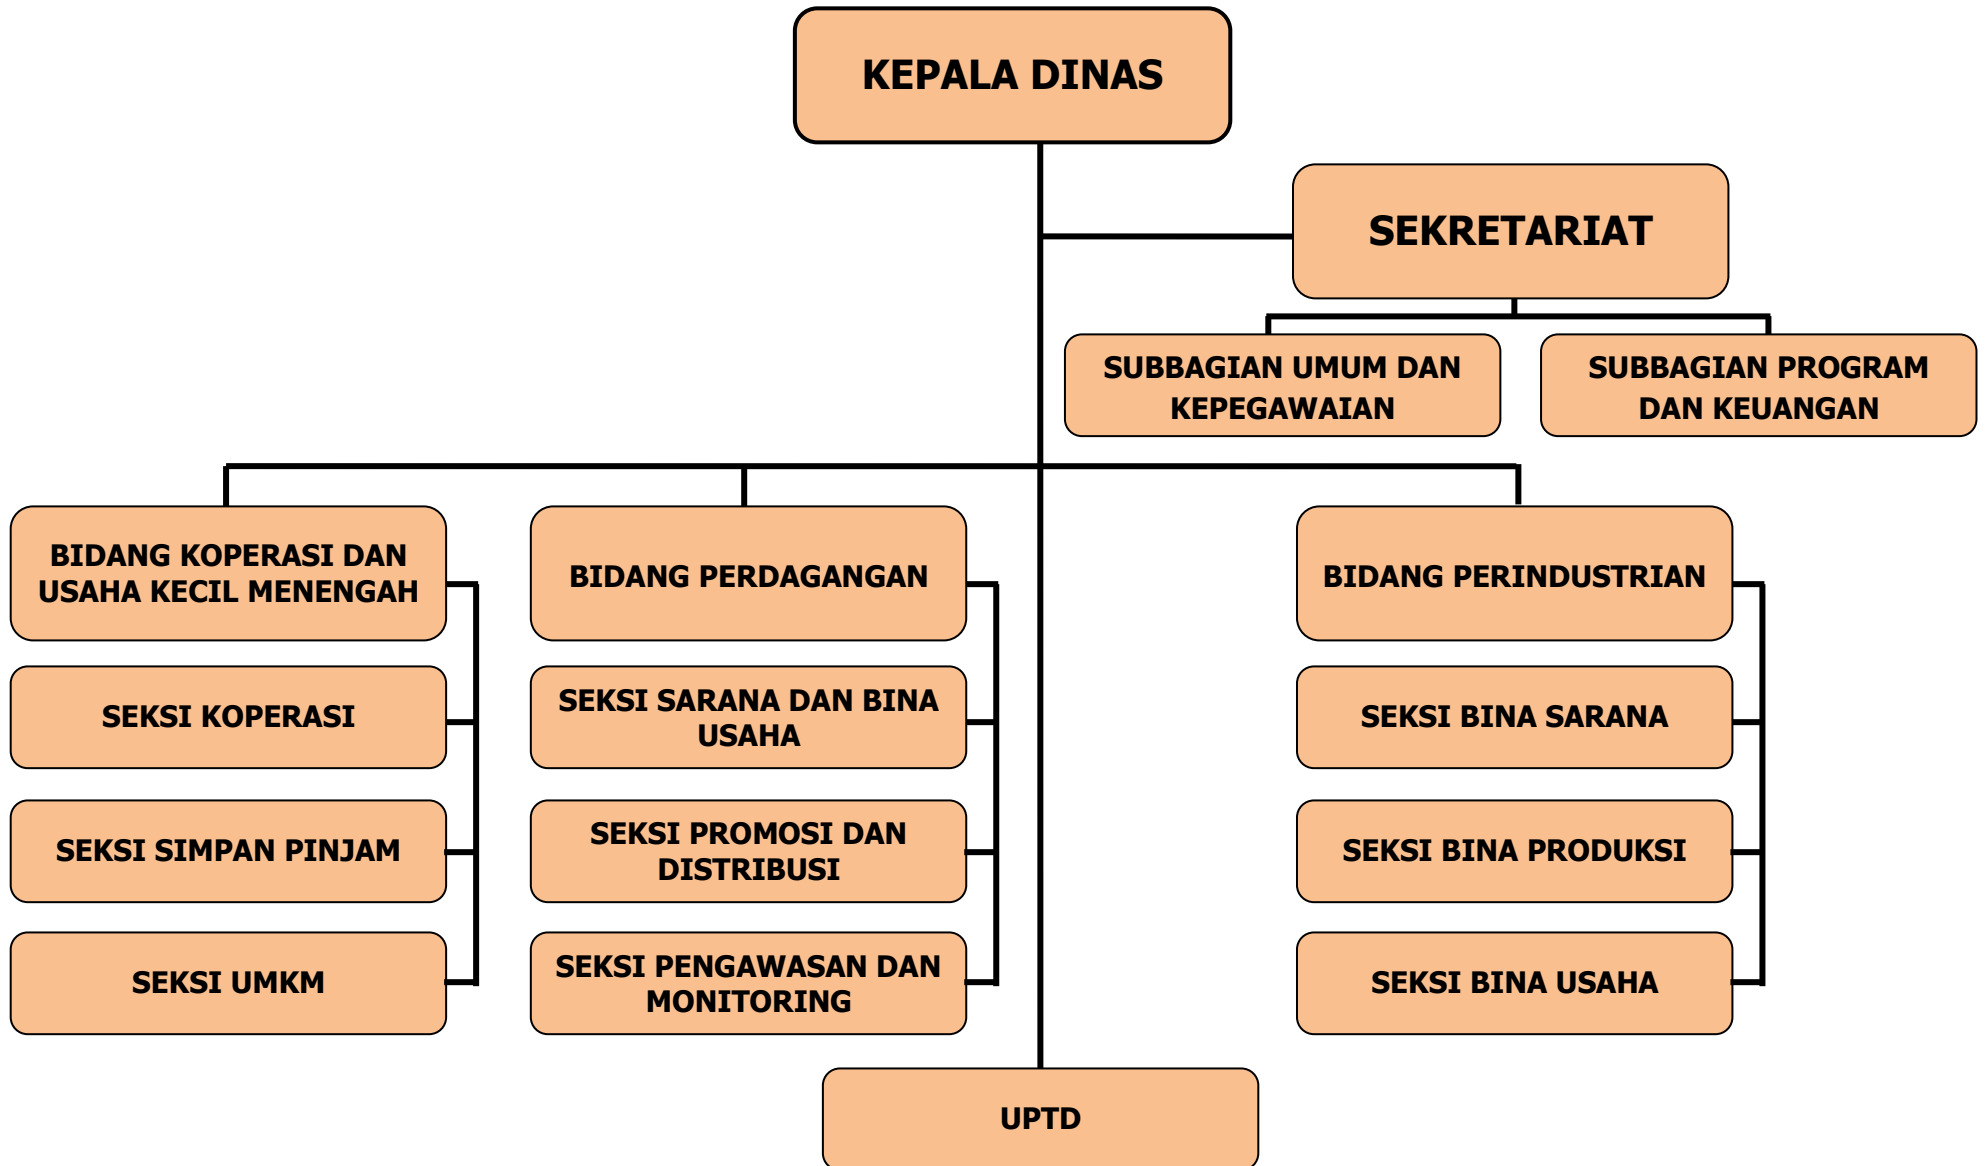 KEPALA DINAS
SEKRETARIAT
SUBBAGIAN UMUM DAN
KEPEGAWAIAN
SUBBAGIAN PROGRAM
DAN KEUANGAN
BIDANG KOPERASI DAN
USAHA KECIL MENENGAH
BIDANG PERDAGANGAN
BIDANG PERINDUSTRIAN
SEKSI KOPERASI
SEKSI SARANA DAN BINA
USAHA
SEKSI BINA SARANA
SEKSI SIMPAN PINJAM
SEKSI PROMOSI DAN
DISTRIBUSI
SEKSI BINA PRODUKSI
SEKSI UMKM
SEKSI PENGAWASAN DAN
MONITORING
SEKSI BINA USAHA
UPTD